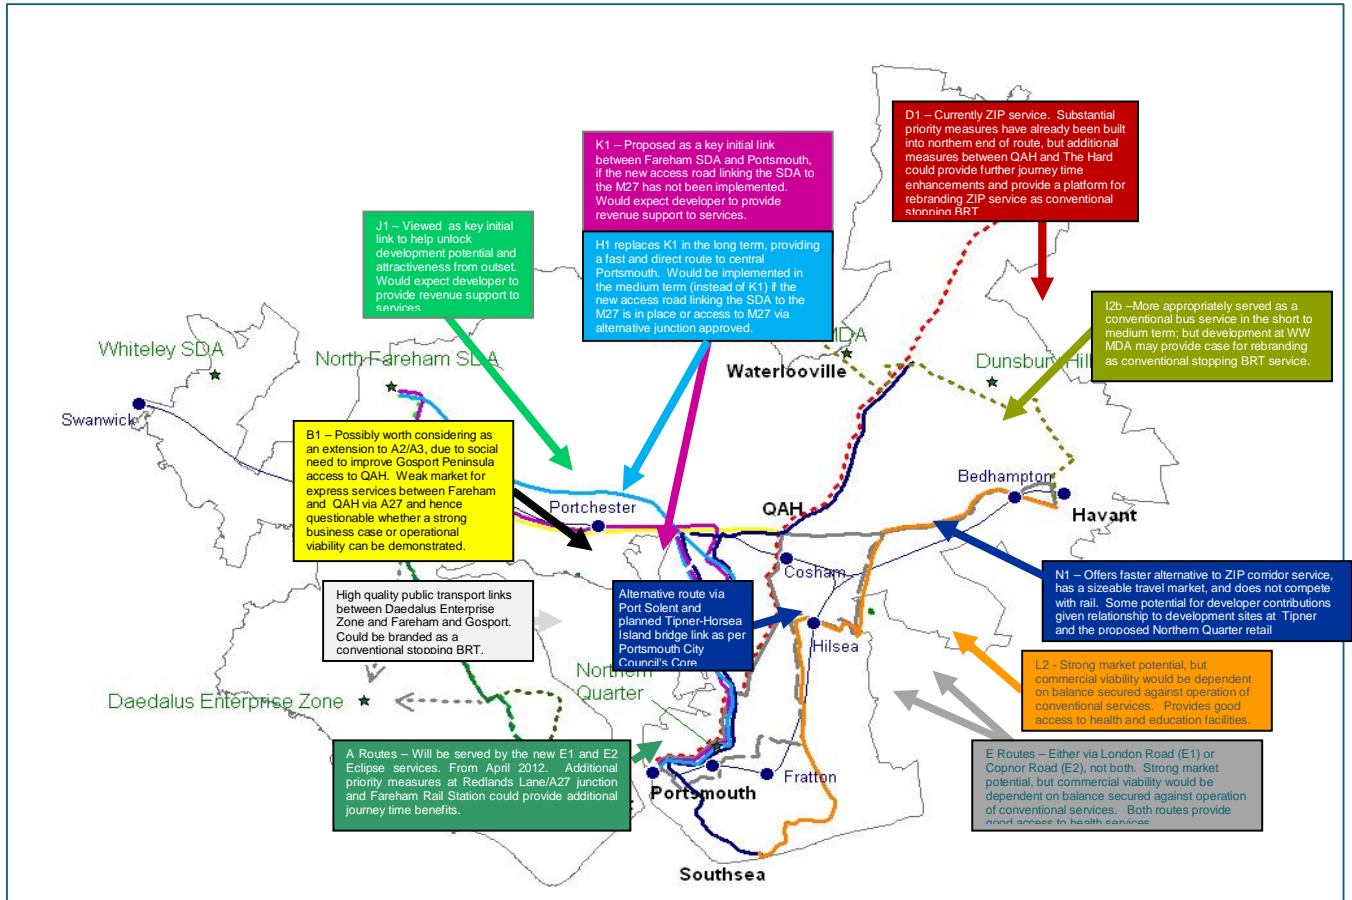 D1 – Currently ZIP service. Substantial
priority measures have already been built
into northern end of route, but additional
measures between QAH and The Hard
could provide further journey time
enhancements and provide a platform for
rebranding ZIP service as conventional
stopping BRT.
K1 – Proposed as a key initial link
between Fareham SDA and Portsmouth,
if the new access road linking the SDA to
the M27 has not been implemented.
Would expect developer to provide
revenue support to services.
J1 – Viewed as key initial
link to help unlock
development potential and
attractiveness from outset.
Would expect developer to
provide revenue support to
services.
H1 replaces K1 in the long term, providing
a fast and direct route to central
Portsmouth. Would be implemented in
the medium term (instead of K1) if the
new access road linking the SDA to the
M27 is in place or access to M27 via
alternative junction approved.
I2b –More appropriately served as a
conventional bus service in the short to
medium term; but development at WW
MDA may provide case for rebranding
as conventional stopping BRT service.
MDA
Whiteley SDA
North Fareham SDA
Waterlooville
Dunsbury Hill
Swanwick
B1 – Possibly worth considering as
an extension to A2/A3, due to social
need to improve Gosport Peninsula
access to QAH. Weak market for
express services between Fareham
and QAH via A27 and hence
questionable whether a strong
business case or operational
viability can be demonstrated.
Bedhampton
Portchester
QAH
Havant
Cosham
High quality public transport links
between Daedalus Enterprise
Zone and Fareham and Gosport.
Could be branded as a
conventional stopping BRT.
Alternative route via
Port Solent and
planned Tipner-Horsea
Island bridge link as per
Portsmouth City
Council's Core
N1 – Offers faster alternative to ZIP corridor service,
has a sizeable travel market, and does not compete
with rail. Some potential for developer contributions
given relationship to development sites at Tipner
and the proposed Northern Quarter retail
Hilsea
L2 - Strong market potential, but
commercial viability would be dependent
on balance secured against operation of
conventional services. Provides good
access to health and education facilities.
Northern
Quarter
Daedalus Enterprise Zone
A Routes – Will be served by the new E1 and E2
Eclipse services. From April 2012. Additional
priority measures at Redlands Lane/A27 junction
and Fareham Rail Station could provide additional
journey time benefits.
E Routes – Either via London Road (E1) or
Copnor Road (E2), not both. Strong market
potential, but commercial viability would be
dependent on balance secured against operation
of conventional services. Both routes provide
good access to health services
Fratton
Portsmouth
Southsea